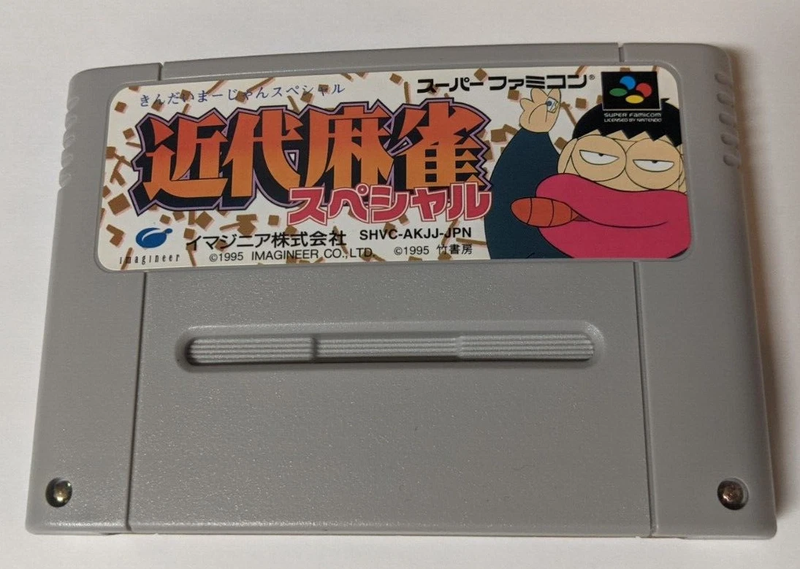 きんだいまーじゃんスペシャル
スーパーファミコン®
近代麻雀
スペシャル
SUPER FAMICOM
LICENSED BY NINTENDO
imagineer
イマジニア株式会社 SHVC-AKJJ-JPN
©1995 IMAGINEER CO.,LTD. ©1995 竹書房